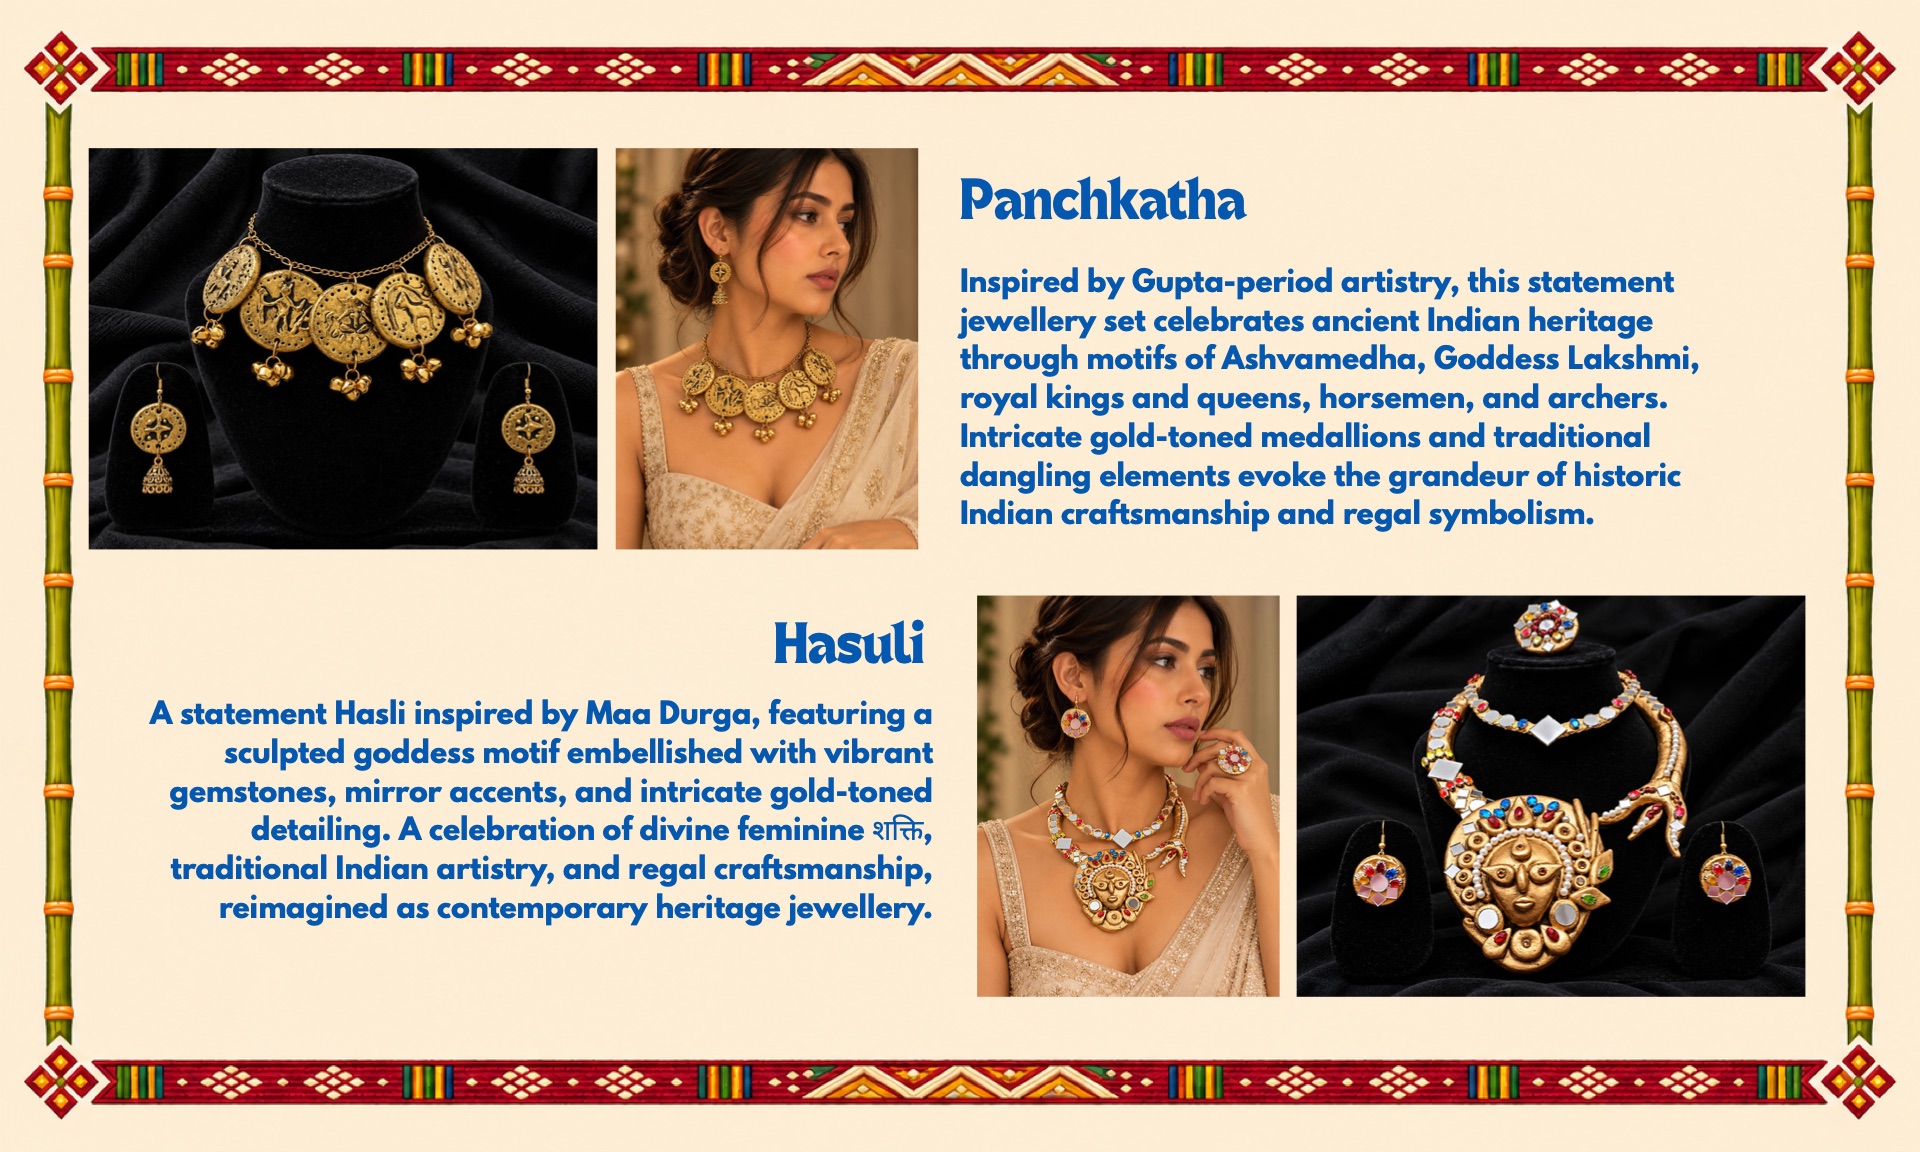 Panchkatha
Inspired by Gupta-period artistry, this statement
jewellery set celebrates ancient Indian heritage
through motifs of Ashvamedha, Goddess Lakshmi,
royal kings and queens, horsemen, and archers.
Intricate gold-toned medallions and traditional
dangling elements evoke the grandeur of historic
Indian craftsmanship and regal symbolism.
Hasuli
A statement Hasli inspired by Maa Durga, featuring a
sculpted goddess motif embellished with vibrant
gemstones, mirror accents, and intricate gold-toned
detailing. A celebration of divine feminine शक्ति,
traditional Indian artistry, and regal craftsmanship,
reimagined as contemporary heritage jewellery.